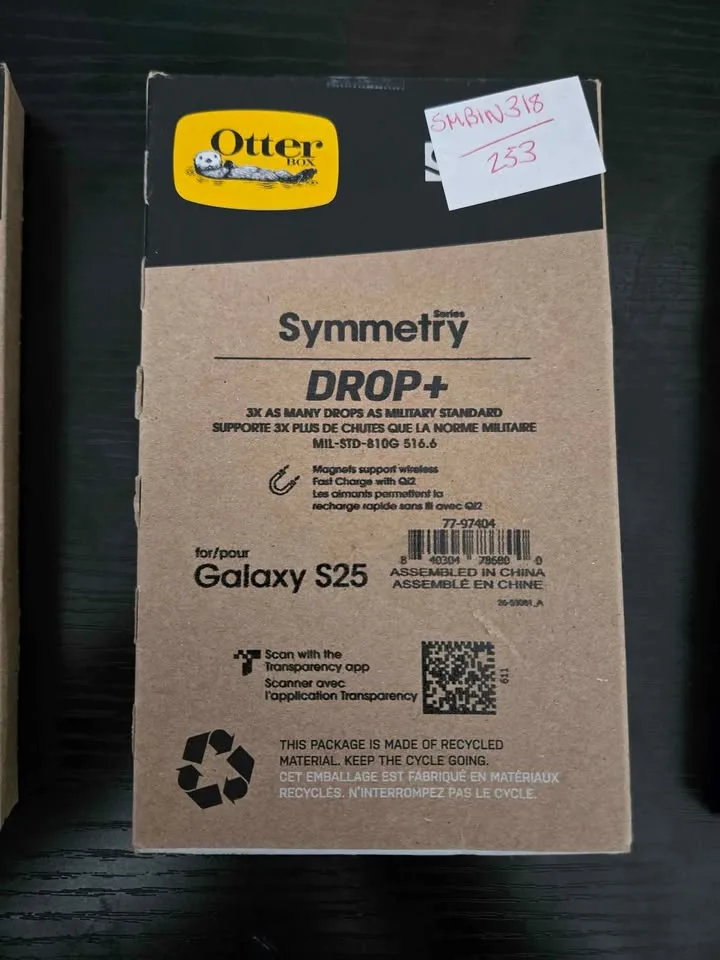 Otter
BOX
SMBIN318
253
Symmetry Series
DROP+
3X AS MANY DROPS AS MILITARY STANDARD
SUPPORTE 3X PLUS DE CHUTES QUE LA NORME MILITAIRE
MIL-STD-810G 516.6
Magnets support wireless
Fast Charge with Qi2
Les aimants permettent la
recharge rapide sans fil avec Qi2
77-97404
8 40304 78680 0
ASSEMBLED IN CHINA
ASSEMBLÉ EN CHINE
for/pour
Galaxy S25
Scan with the
Transparency app
Scanner avec
l'application Transparency
611
THIS PACKAGE IS MADE OF RECYCLED
MATERIAL. KEEP THE CYCLE GOING.
CET EMBALLAGE EST FABRIQUÉ EN MATÉRIAUX
RECYCLÉS. N'INTERROMPEZ PAS LE CYCLE.